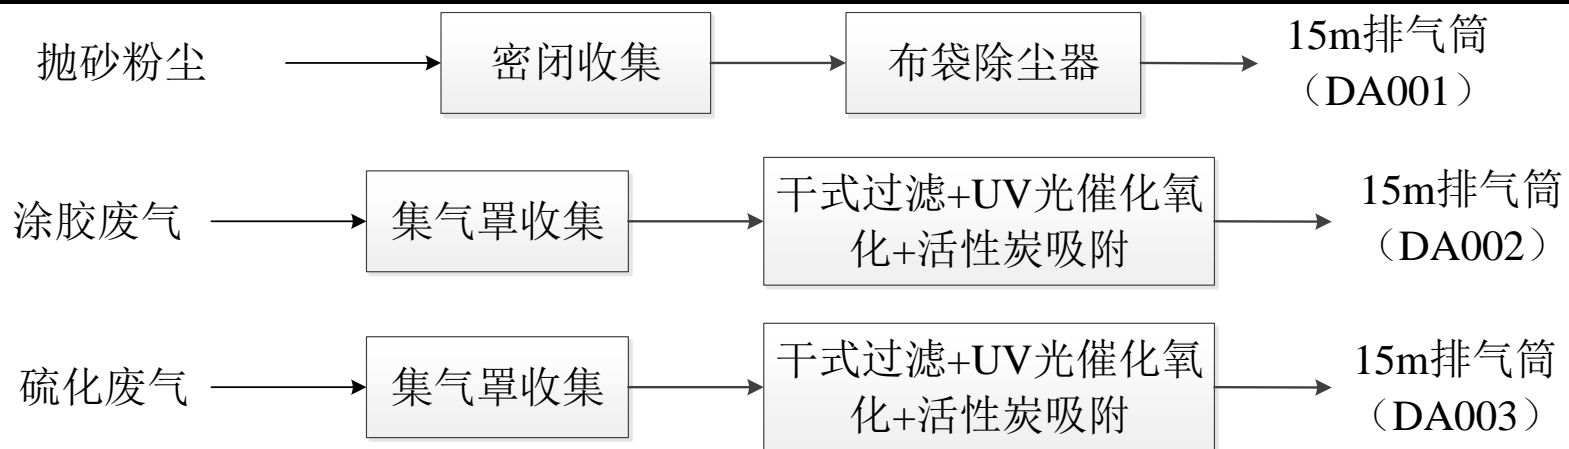 抛砂粉尘
密闭收集
布袋除尘器
15m排气筒
（DA001）
涂胶废气
集气罩收集
干式过滤+UV光催化氧
化+活性炭吸附
15m排气筒
（DA002）
硫化废气
集气罩收集
干式过滤+UV光催化氧
化+活性炭吸附
15m排气筒
（DA003）